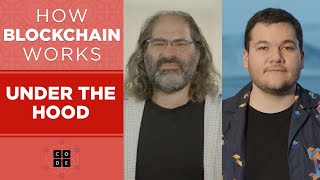 HOW
BLOCKCHAIN
WORKS
UNDER THE
HOOD
C O
D E